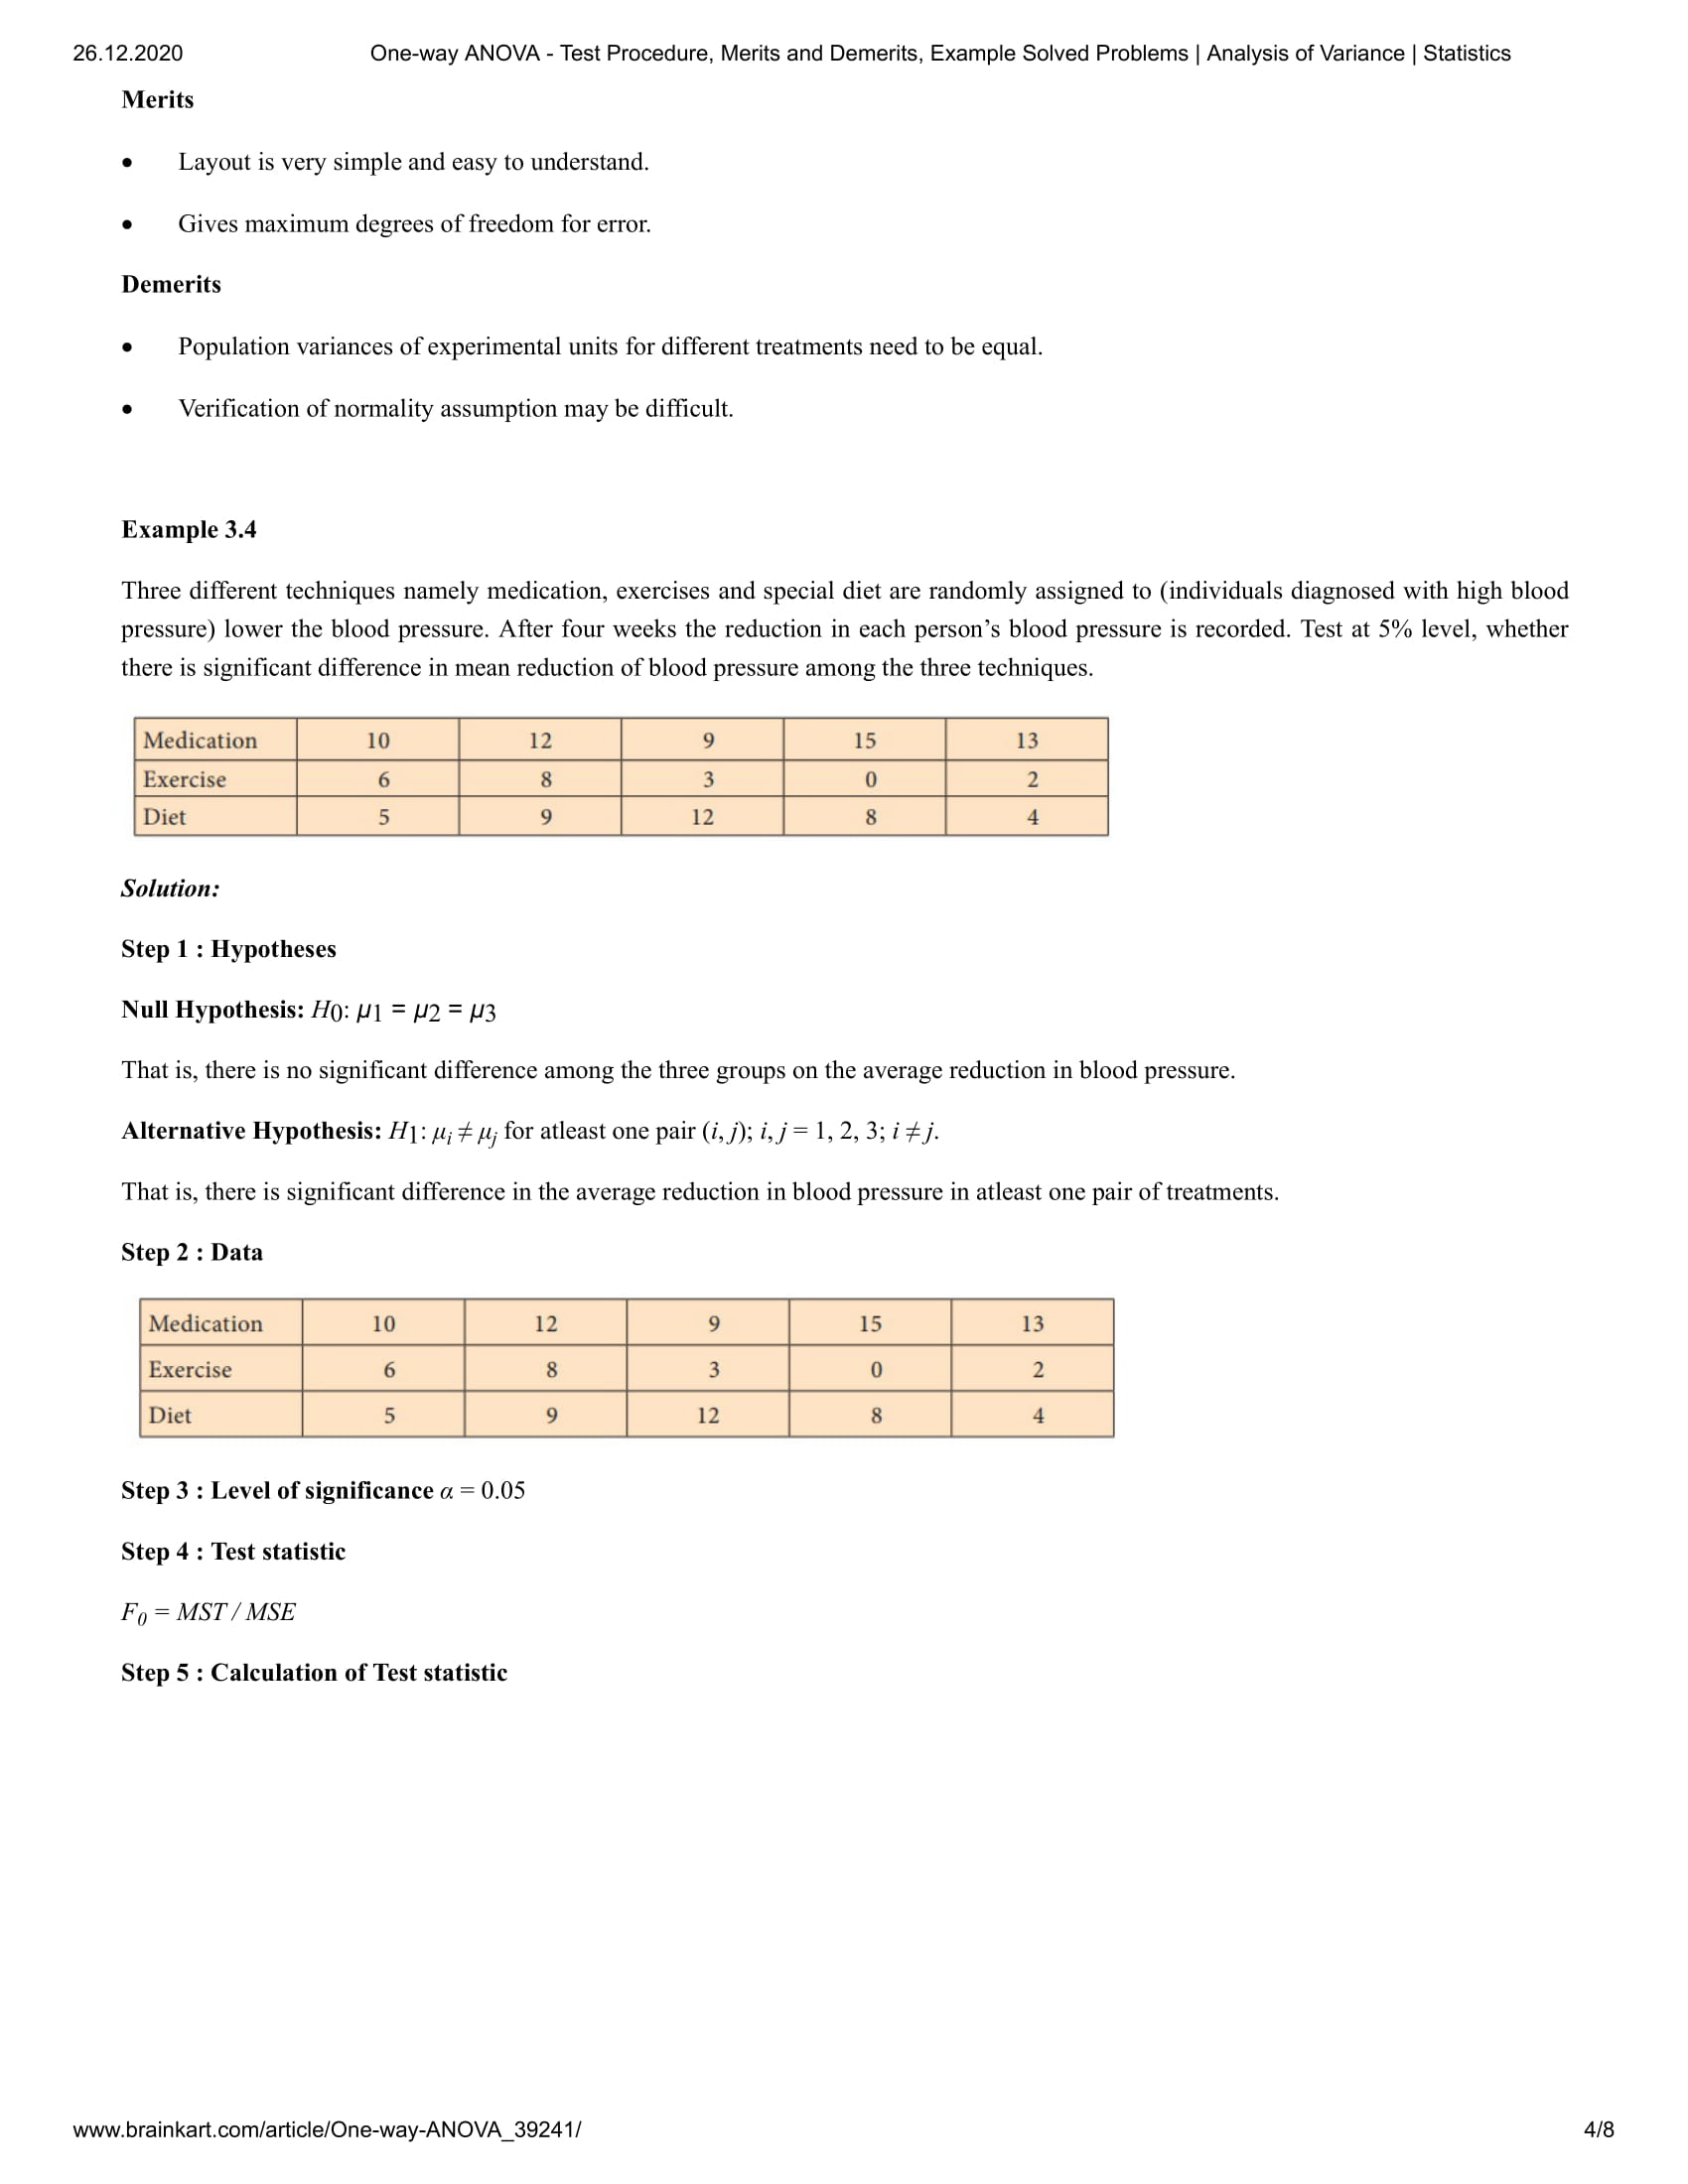 26.12.2020 One-way ANOVA - Test Procedure, Merits and Demerits, Example Solved Problems | Analysis of Variance | Statistics
Merits
• Layout is very simple and easy to understand.
• Gives maximum degrees of freedom for error.
Demerits
• Population variances of experimental units for different treatments need to be equal.
• Verification of normality assumption may be difficult.
Example 3.4
Three different techniques namely medication, exercises and special diet are randomly assigned to (individuals diagnosed with high blood
pressure) lower the blood pressure. After four weeks the reduction in each person’s blood pressure is recorded. Test at 5% level, whether
there is significant difference in mean reduction of blood pressure among the three techniques.
Medication 10 12 9 15 13
Exercise 6 8 3 0 2
Diet 5 9 12 8 4
Solution:
Step 1 : Hypotheses
Null Hypothesis: H0: μ1 = μ2 = μ3
That is, there is no significant difference among the three groups on the average reduction in blood pressure.
Alternative Hypothesis: H1: μi ≠ μj for atleast one pair (i, j); i, j = 1, 2, 3; i ≠ j.
That is, there is significant difference in the average reduction in blood pressure in atleast one pair of treatments.
Step 2 : Data
Medication 10 12 9 15 13
Exercise 6 8 3 0 2
Diet 5 9 12 8 4
Step 3 : Level of significance α = 0.05
Step 4 : Test statistic
F0 = MST / MSE
Step 5 : Calculation of Test statistic
www.brainkart.com/article/One-way-ANOVA_39241/ 4/8